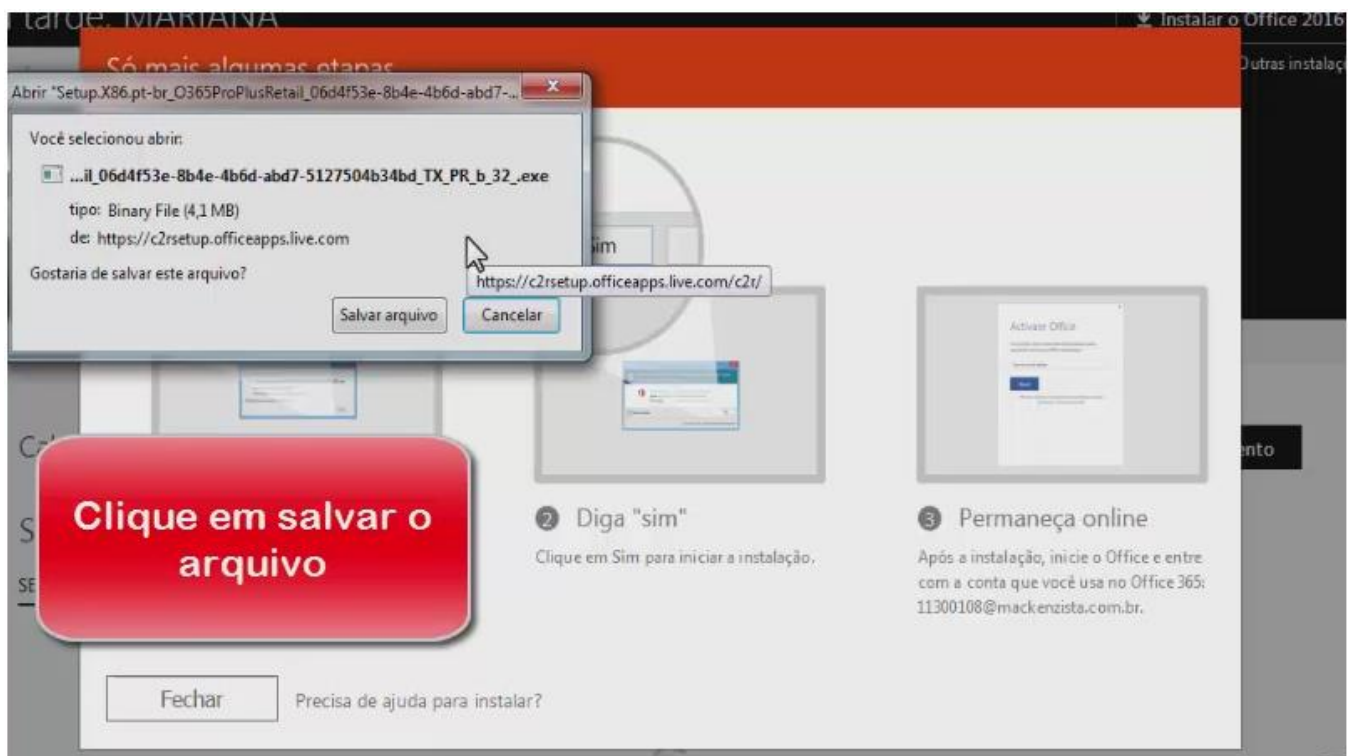 tarde, MARIANA
Instalar o Office 2016
Só mais algumas etapas
Outras instalaç
Abrir "Setup.X86.pt-br_O365ProPlusRetail_06d4f53e-8b4e-4b6d-abd7-...
Você selecionou abrir:
...il_06d4f53e-8b4e-4b6d-abd7-5127504b34bd_TX_PR_b_32_.exe
tipo: Binary File (4,1 MB)
de: https://c2rsetup.officeapps.live.com
Gostaria de salvar este arquivo?
Salvar arquivo
Cancelar
Sim
https://c2rsetup.officeapps.live.com/c2r/
Activate Office
Clique em salvar o
arquivo
2 Diga "sim"
Clique em Sim para iniciar a instalação.
3 Permaneça online
Após a instalação, inicie o Office e entre
com a conta que você usa no Office 365:
11300108@mackenzista.com.br.
ento
Fechar
Precisa de ajuda para instalar?